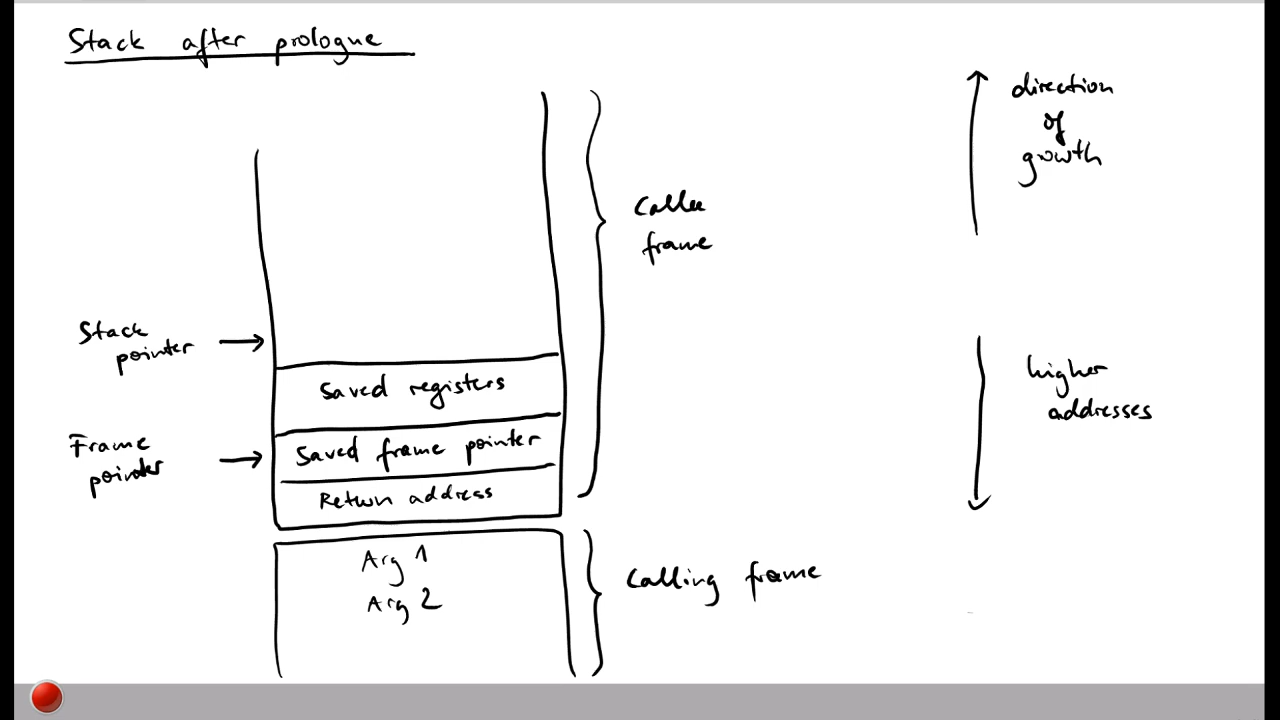 Stack after prologue
direction
of
growth
Callee
frame
Stack
pointer
higher
addresses
Saved registers
Frame
pointer
Saved frame pointer
Return address
Arg 1
Arg 2
Calling frame